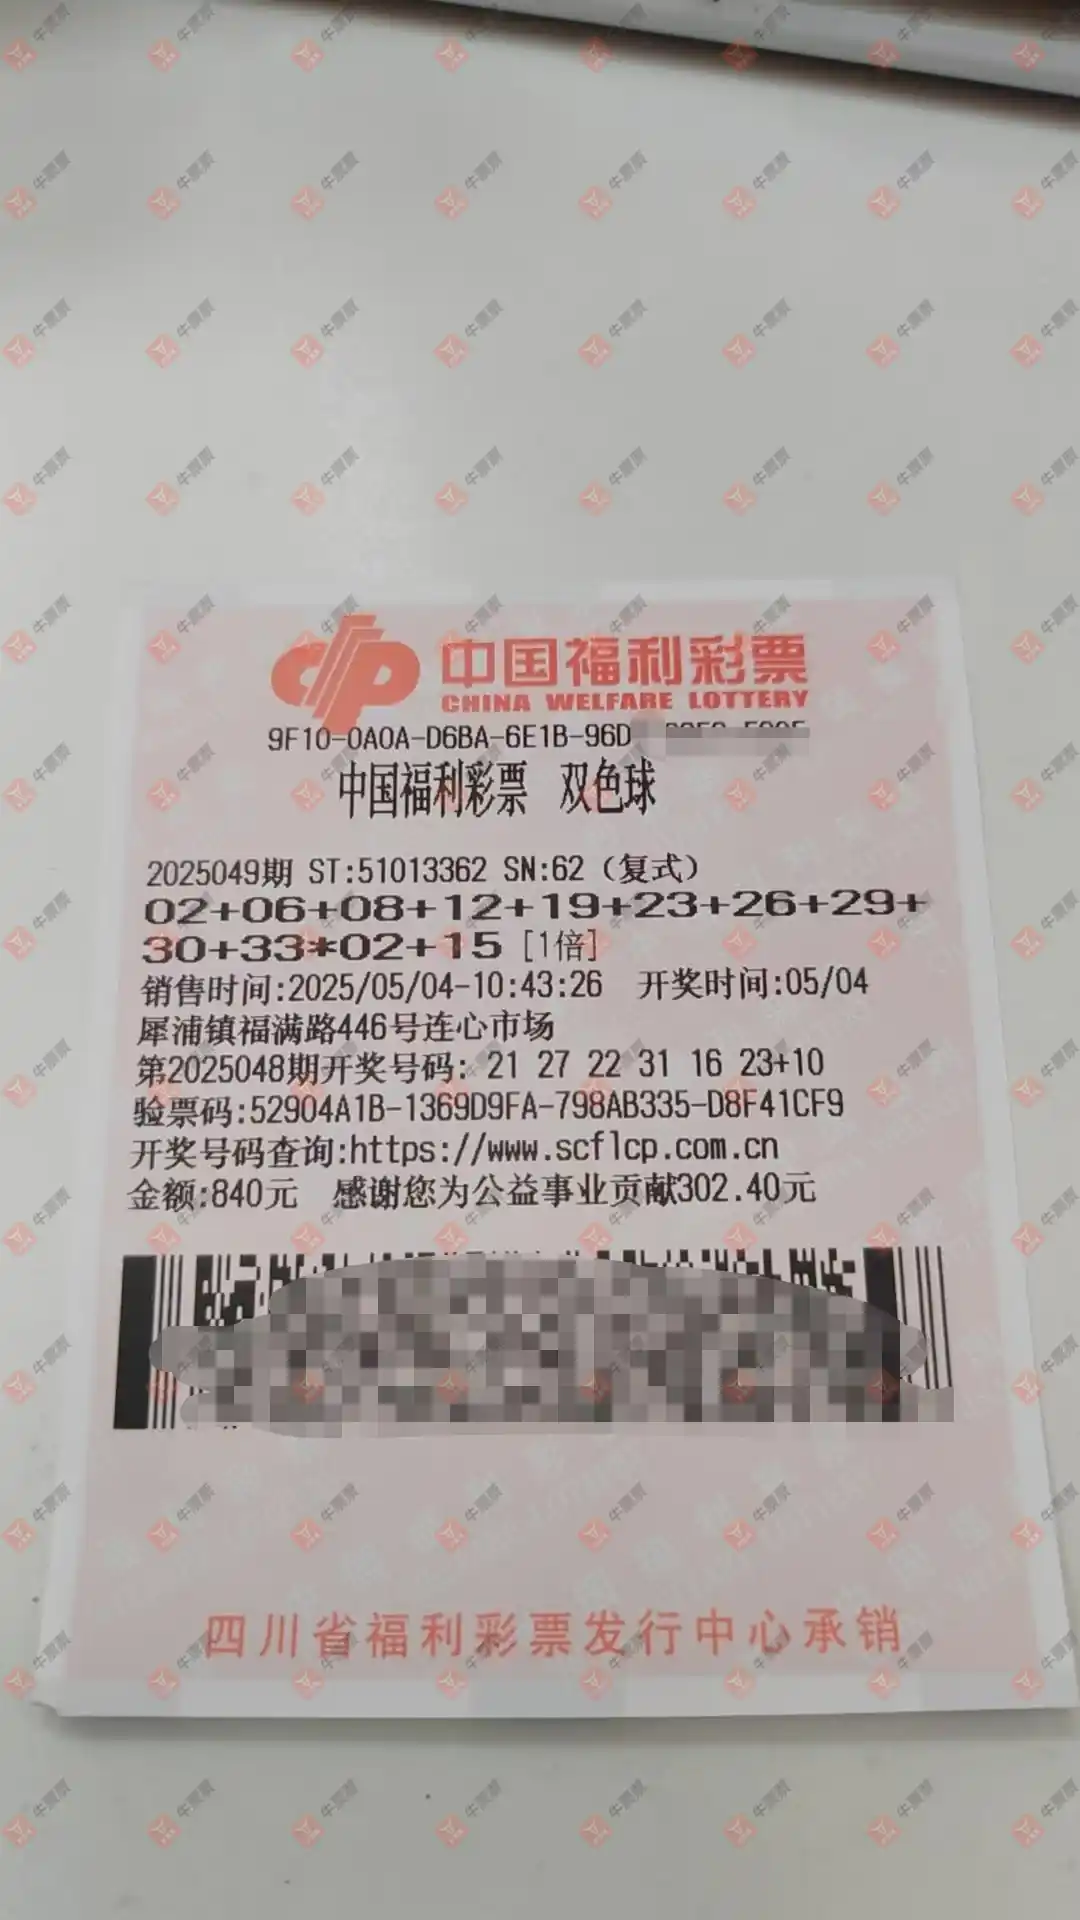 中国福利彩票
CHINA WELFARE LOTTERY
9F10-0A0A-D6BA-6E1B-96D
中国福利彩票 双色球
2025049期 ST:51013362 SN:62（复式）
02+06+08+12+19+23+26+29+
30+33*02+15 [1倍]
销售时间:2025/05/04-10:43:26 开奖时间:05/04
犀浦镇福满路446号连心市场
第2025048期开奖号码: 21 27 22 31 16 23+10
验票码:52904A1B-1369D9FA-798AB335-D8F41CF9
开奖号码查询:https://www.scflcp.com.cn
金额:840元 感谢您为公益事业贡献302.40元
四川省福利彩票发行中心承销
牛票票